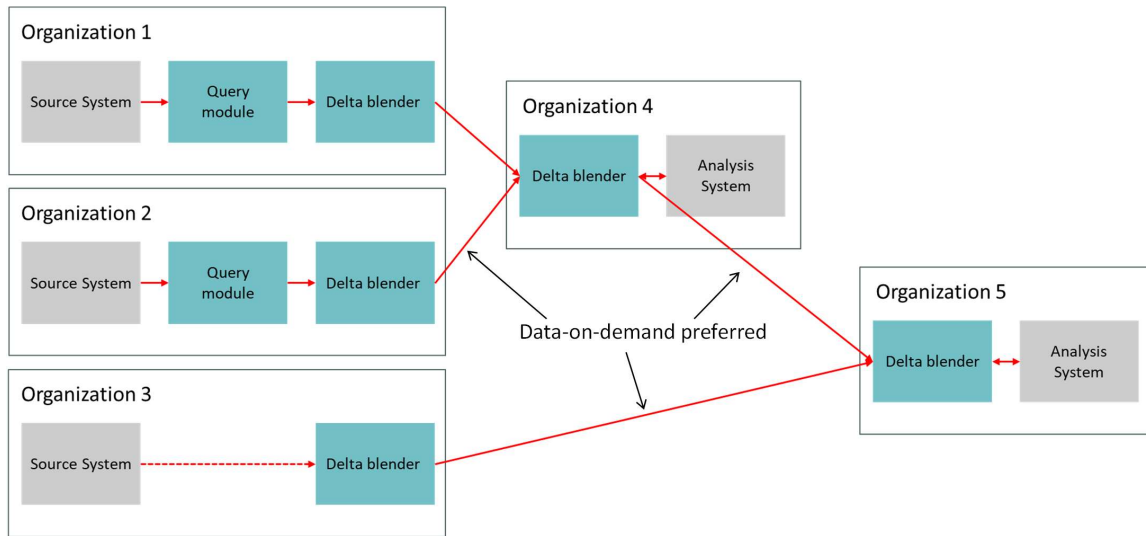 Organization 1
Source System
Query
module
Delta blender
Organization 2
Source System
Query
module
Delta blender
Organization 3
Source System
Delta blender
Organization 4
Delta blender
Analysis
System
Data-on-demand preferred
Organization 5
Delta blender
Analysis
System